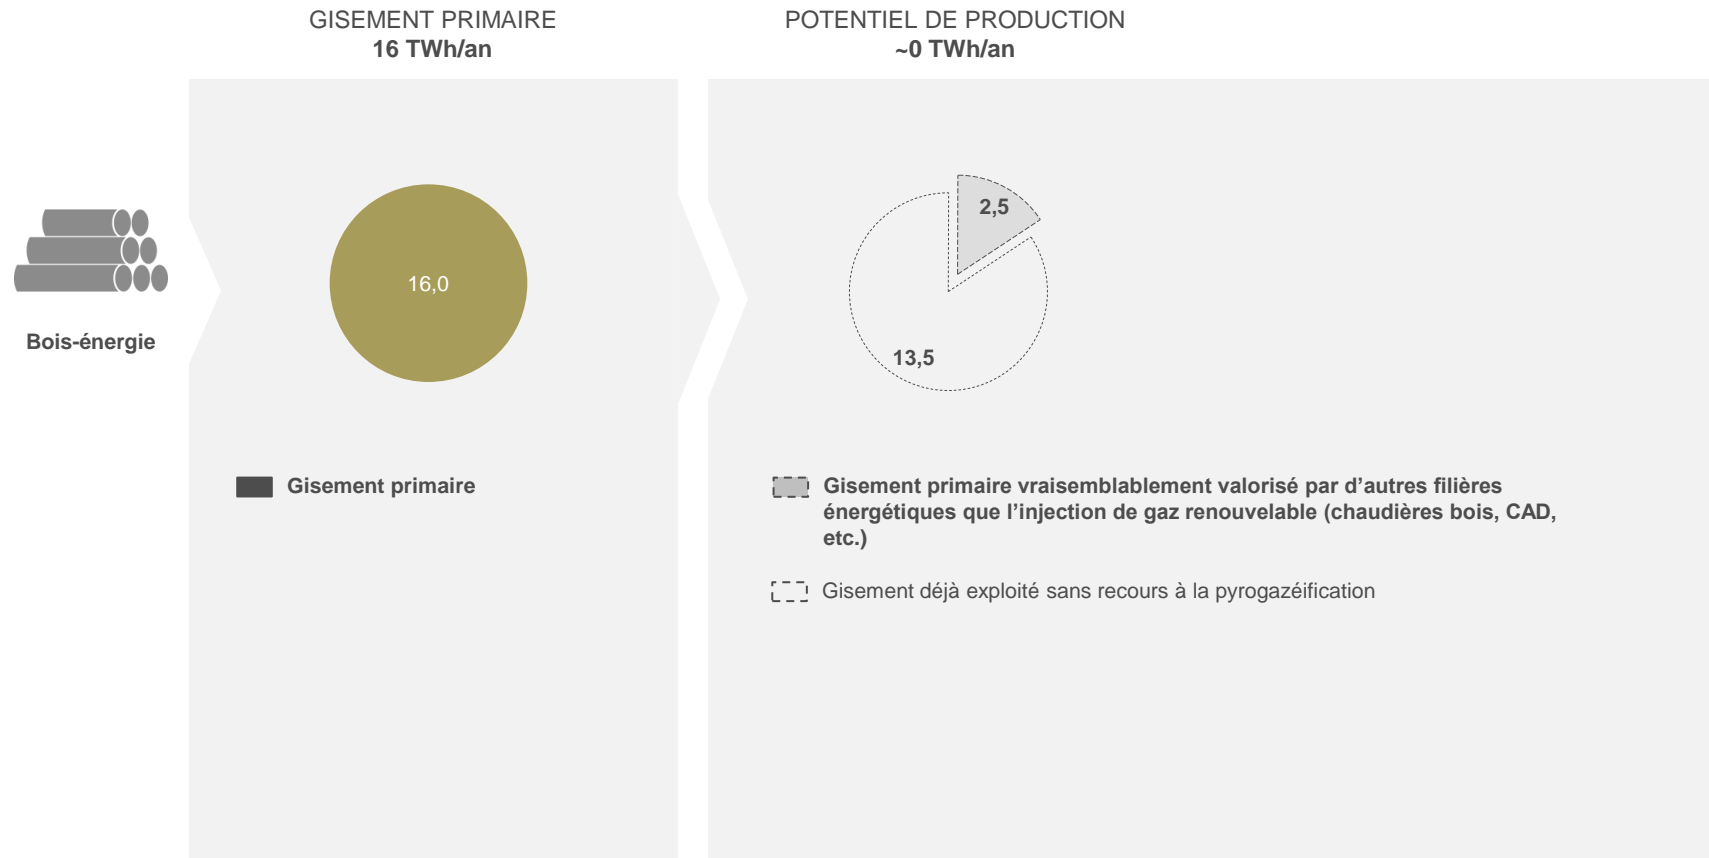 GISEMENT PRIMAIRE
16 TWh/an
POTENTIEL DE PRODUCTION
~0 TWh/an
Bois-énergie
16,0
2,5
13,5
Gisement primaire
Gisement primaire vraisemblablement valorisé par d’autres filières
énergétiques que l’injection de gaz renouvelable (chaudières bois, CAD,
etc.)
Gisement déjà exploité sans recours à la pyrogazéification